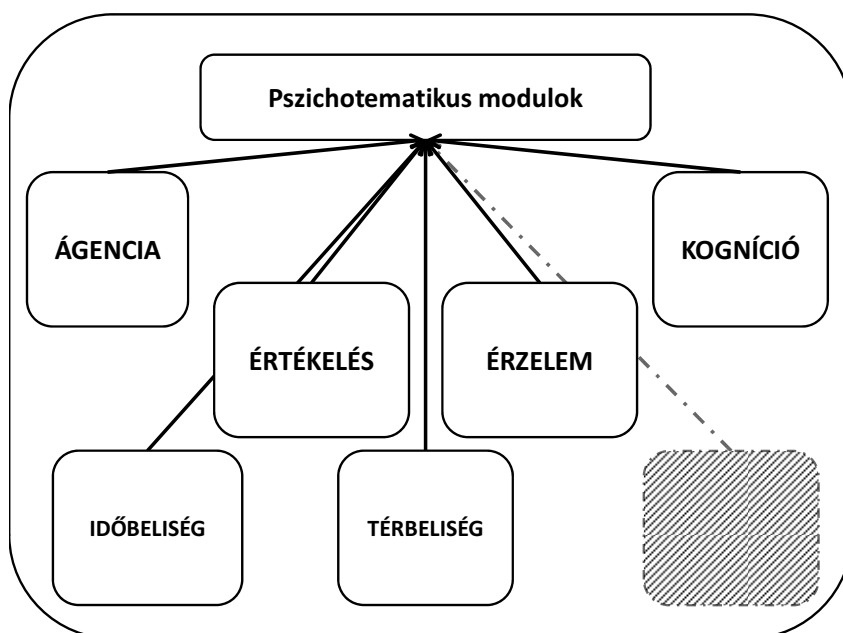 Pszichotematikus modulok
ÁGENCIA
KOGNÍCIÓ
ÉRTÉKELÉS
ÉRZELEM
IDŐBELISÉG
TÉRBELISÉG